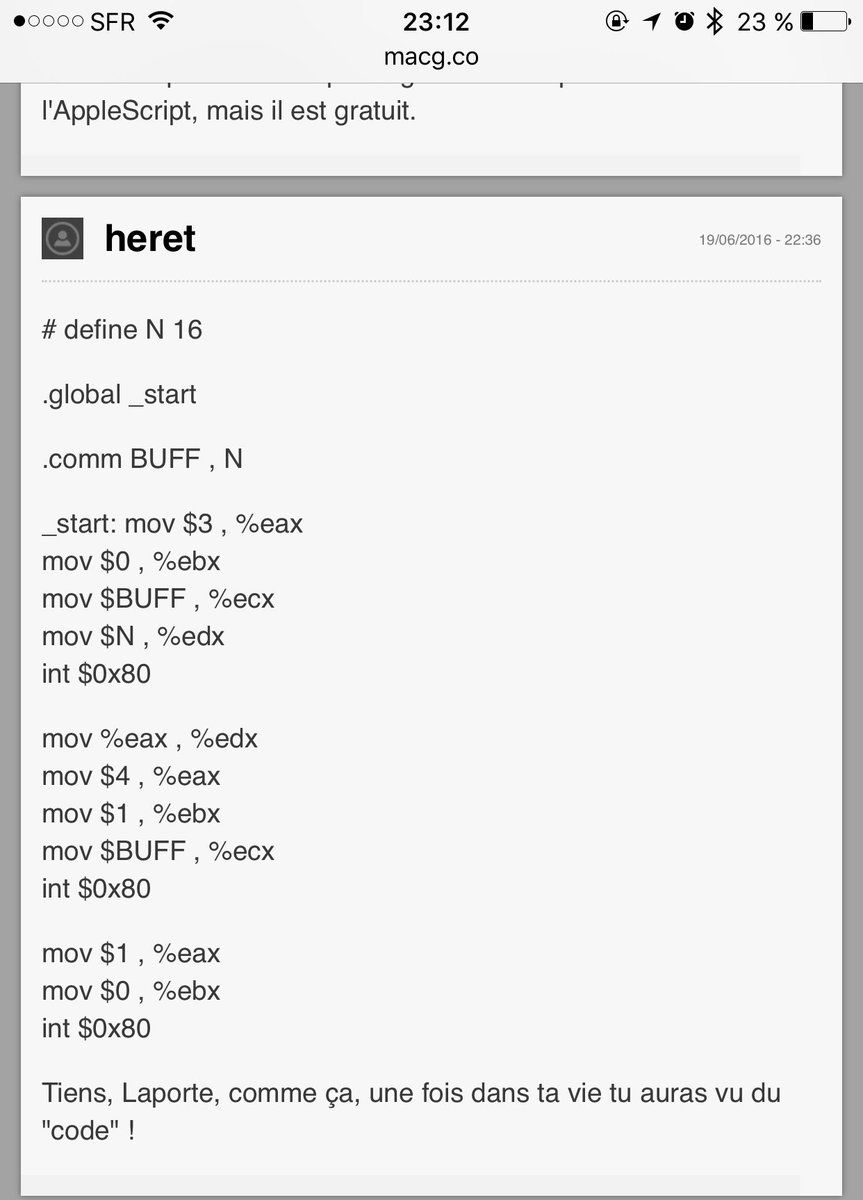 SFR 23:12 23 %
macg.co
l'AppleScript, mais il est gratuit.
heret 19/06/2016 - 22:36
# define N 16
.global _start
.comm BUFF , N
_start: mov $3 , %eax
mov $0 , %ebx
mov $BUFF , %ecx
mov $N , %edx
int $0x80
mov %eax , %edx
mov $4 , %eax
mov $1 , %ebx
mov $BUFF , %ecx
int $0x80
mov $1 , %eax
mov $0 , %ebx
int $0x80
Tiens, Laporte, comme ça, une fois dans ta vie tu auras vu du
"code" !